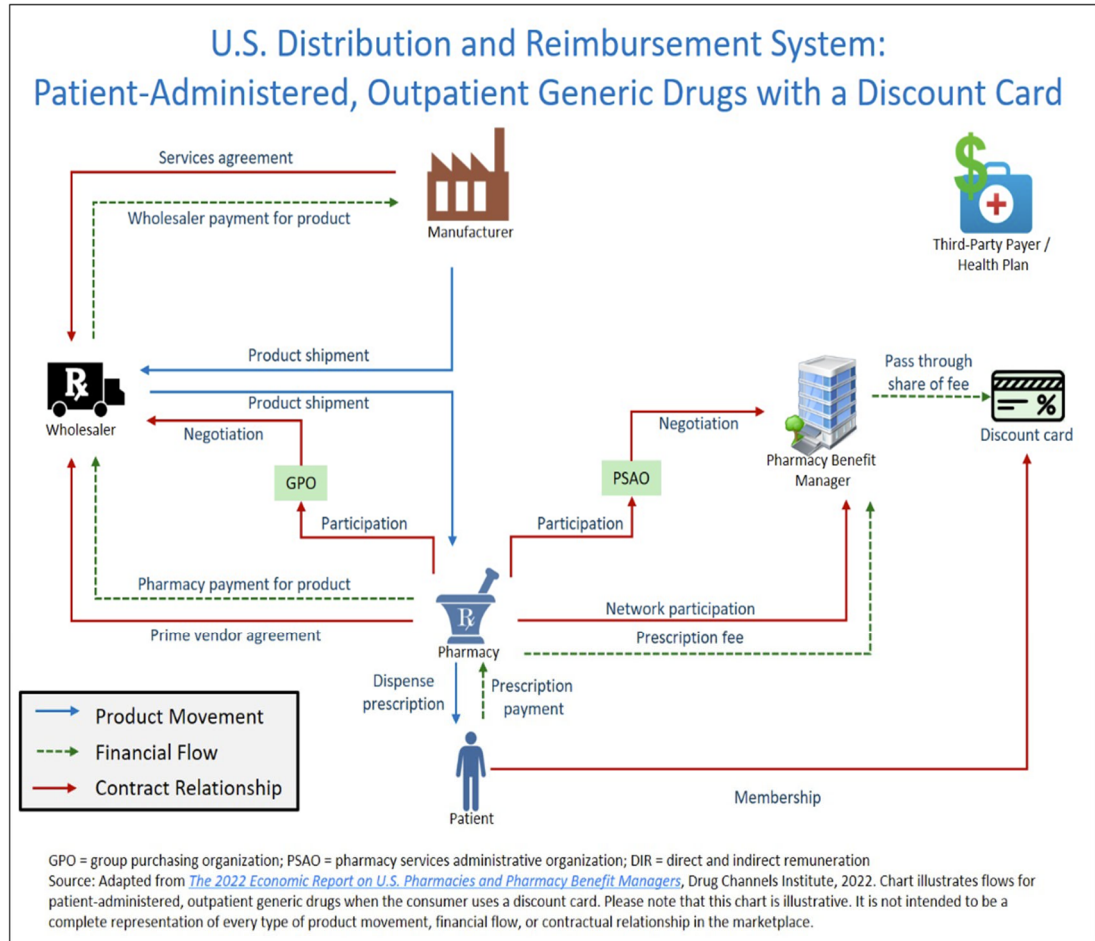 U.S. Distribution and Reimbursement System:
Patient-Administered, Outpatient Generic Drugs with a Discount Card
Services agreement
Wholesaler payment for product
Manufacturer
Third-Party Payer /
Health Plan
Product shipment
Product shipment
Rx
Wholesaler
Negotiation
GPO
Participation
Negotiation
PSAO
Participation
Pharmacy Benefit
Manager
Pass through
share of fee
%
Discount card
Pharmacy payment for product
Prime vendor agreement
Rx
Pharmacy
Network participation
Prescription fee
Dispense
prescription
Prescription
payment
Patient
Membership
Product Movement
Financial Flow
Contract Relationship
GPO = group purchasing organization; PSAO = pharmacy services administrative organization; DIR = direct and indirect remuneration
Source: Adapted from The 2022 Economic Report on U.S. Pharmacies and Pharmacy Benefit Managers, Drug Channels Institute, 2022. Chart illustrates flows for
patient-administered, outpatient generic drugs when the consumer uses a discount card. Please note that this chart is illustrative. It is not intended to be a
complete representation of every type of product movement, financial flow, or contractual relationship in the marketplace.